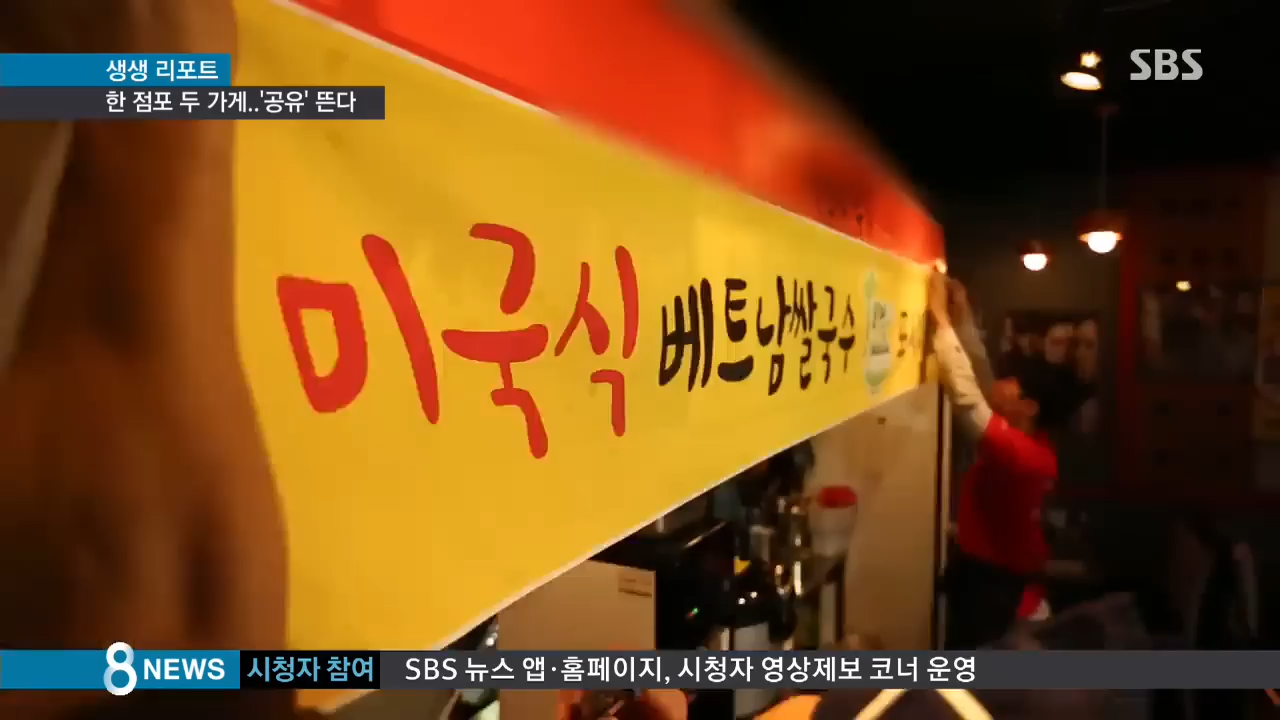 생생 리포트
한 점포 두 가게..'공유' 뜬다
SBS
미국식 베트남쌀국수
8 NEWS 시청자 참여 SBS 뉴스 앱·홈페이지, 시청자 영상제보 코너 운영